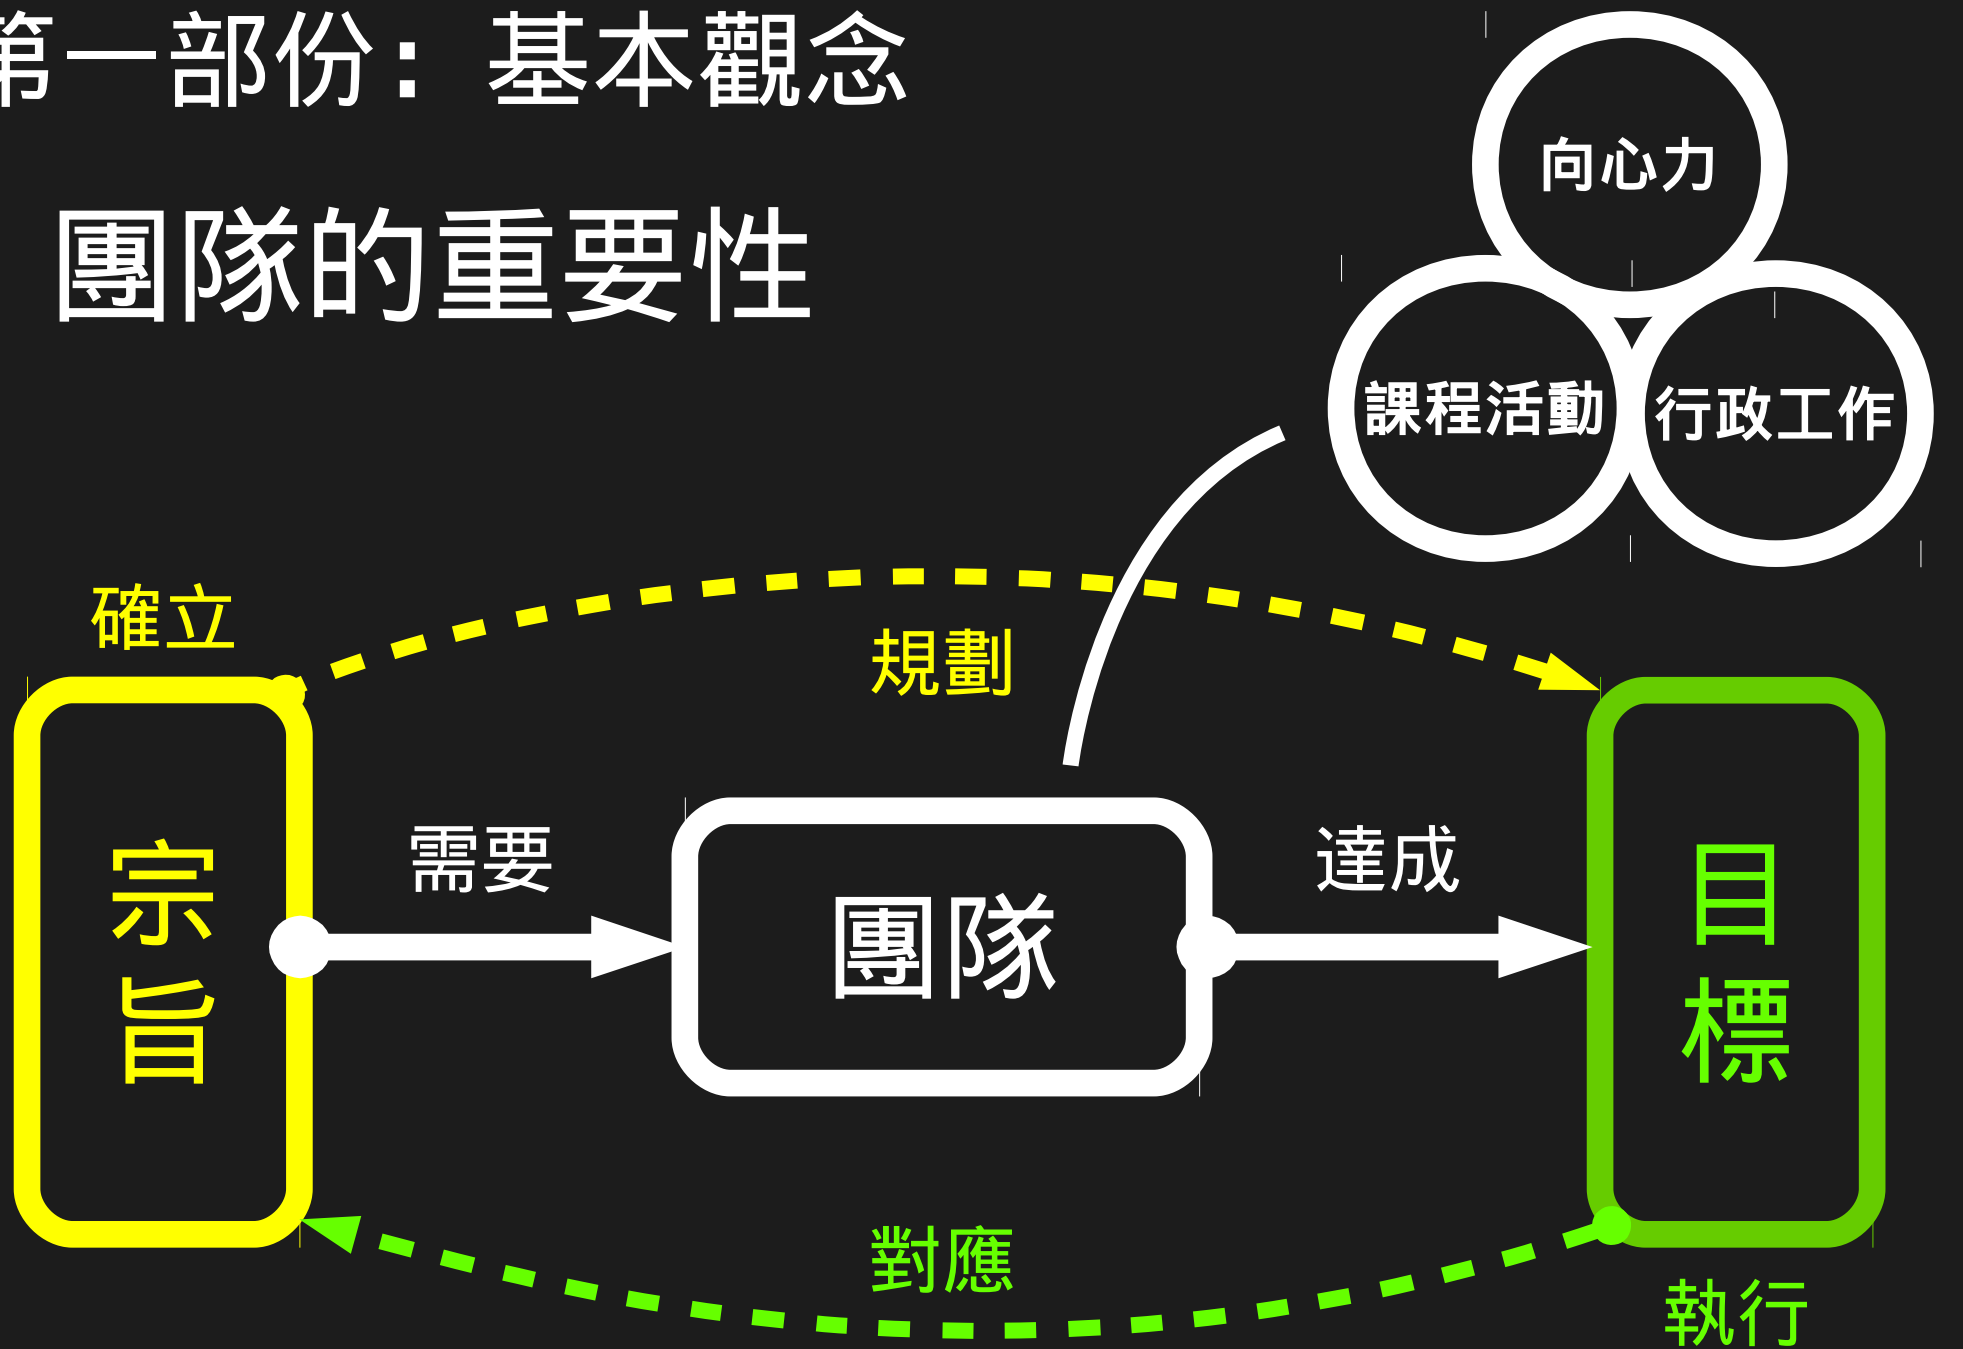 第一部份：基本觀念
團隊的重要性
向心力
課程活動
行政工作
確立
規劃
宗旨
需要
團隊
達成
目標
對應
執行